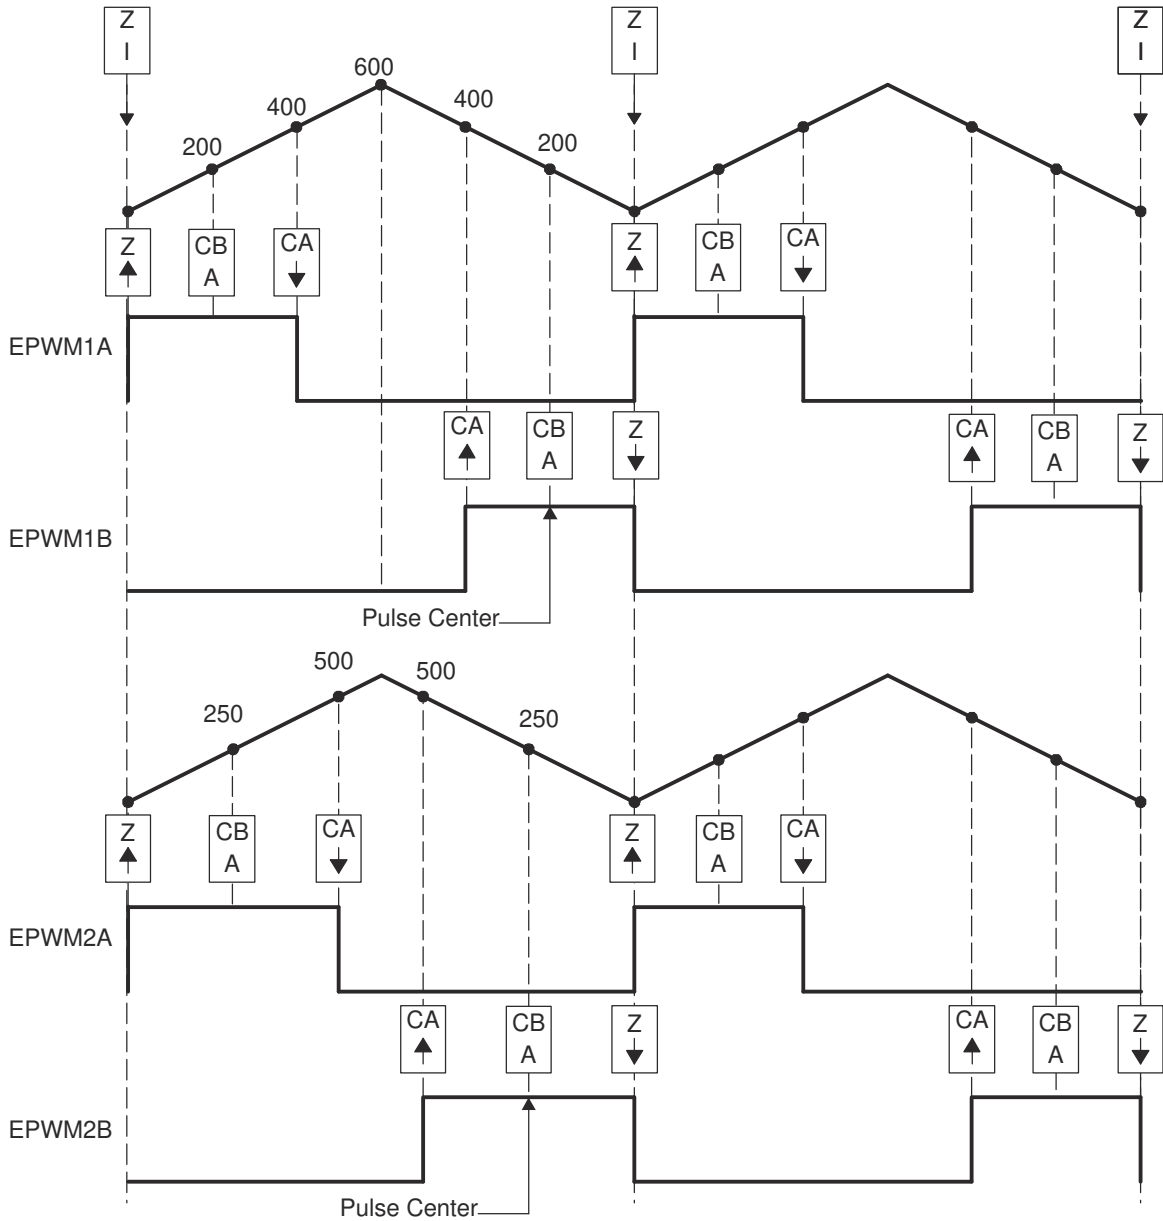 Z Z Z
I I I
600
400 400
200 200
Z CB CA Z CB CA
A A
EPWM1A
CA CB Z CA CB Z
A A
EPWM1B
Pulse Center
500 500
250 250
Z CB CA Z CB CA
A A
EPWM2A
CA CB Z CA CB Z
A A
EPWM2B
Pulse Center